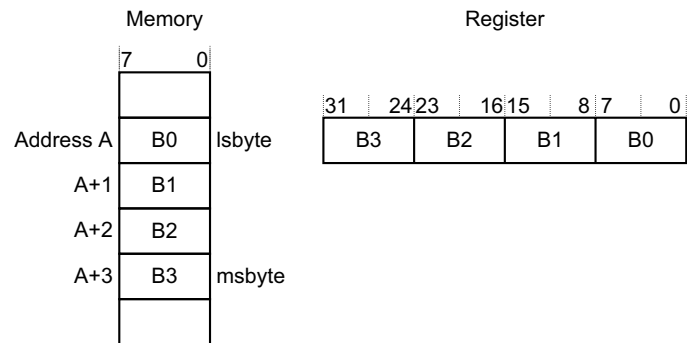 Memory Register
7 0
31 24 23 16 15 8 7 0
Address A B0 lsbyte B3 B2 B1 B0
A+1 B1
A+2 B2
A+3 B3 msbyte